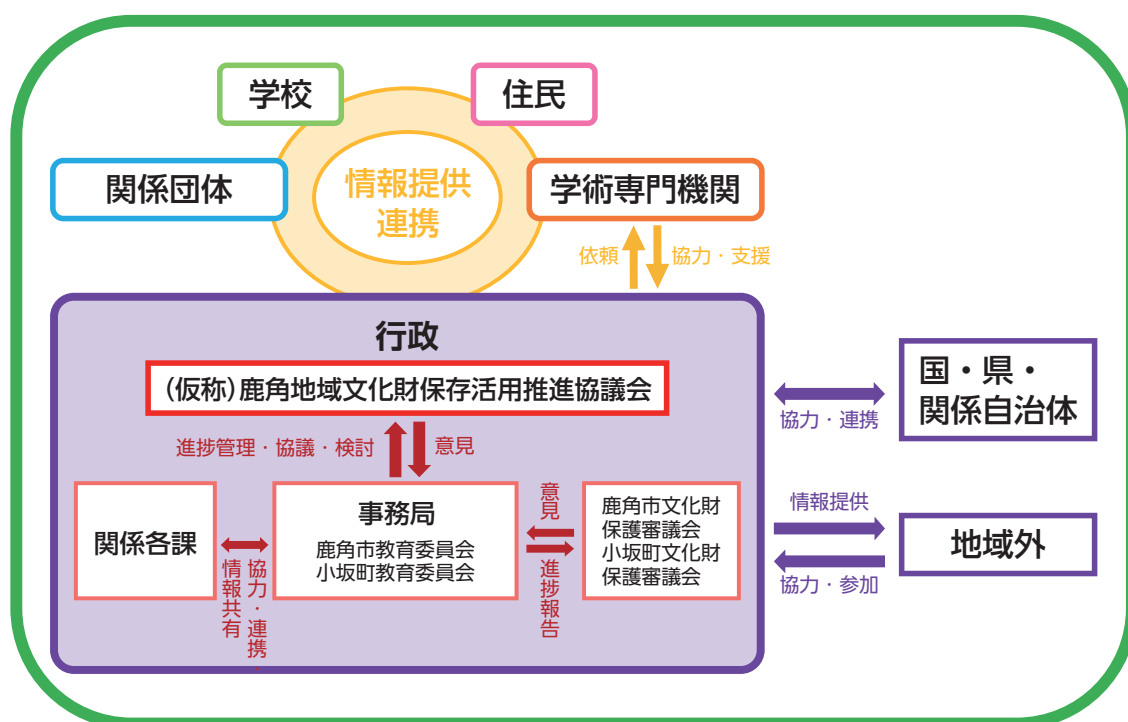 学校
住民
関係団体
情報提供
連携
学術専門機関
依頼
協力・支援
行政
(仮称)鹿角地域文化財保存活用推進協議会
進捗管理・協議・検討
意見
関係各課
協力・連携・
情報共有
事務局
鹿角市教育委員会
小坂町教育委員会
意見
進捗報告
鹿角市文化財
保護審議会
小坂町文化財
保護審議会
協力・連携
国・県・
関係自治体
情報提供
協力・参加
地域外